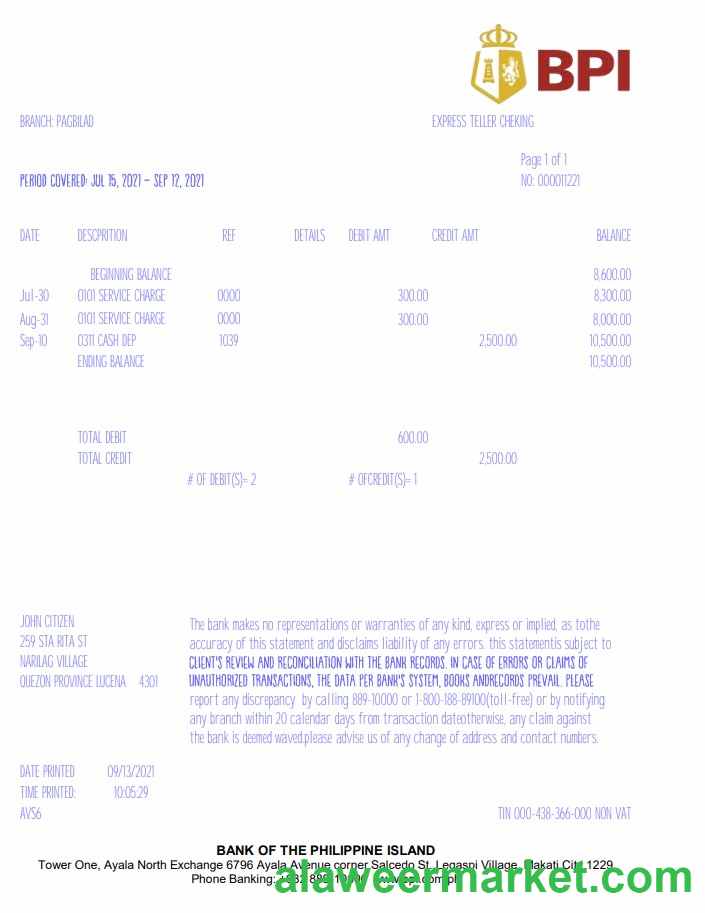 BPI
BRANCH: PAGBILAD EXPRESS TELLER CHEKING
Page 1 of 1
PERIOD COVERED: JUL 15, 2021 – SEP 12, 2021 NO: 000011221
DATE DESCPRITION REF DETAILS DEBIT AMT CREDIT AMT BALANCE
BEGINNING BALANCE 8,600.00
Jul-30 0101 SERVICE CHARGE 0000 300.00 8,300.00
Aug-31 0101 SERVICE CHARGE 0000 300.00 8,000.00
Sep-10 0311 CASH DEP 1039 2,500.00 10,500.00
ENDING BALANCE 10,500.00
TOTAL DEBIT 600.00
TOTAL CREDIT 2,500.00
# OF DEBIT(S)= 2 # OFCREDIT(S)= 1
JOHN CITIZEN
259 STA RITA ST
NARILAG VILLAGE
QUEZON PROVINCE LUCENA 4301
The bank makes no representations or warranties of any kind, express or implied, as tothe
accuracy of this statement and disclaims liability of any errors. this statementis subject to
CLIENT'S REVIEW AND RECONCILIATION WITH THE BANK RECORDS. IN CASE OF ERRORS OR CLAIMS OF
UNAUTHORIZED TRANSACTIONS, THE DATA PER BANK'S SYSTEM, BOOKS ANDRECORDS PREVAIL. PLEASE
report any discrepancy by calling 889-10000 or 1-800-188-89100(toll-free) or by notifying
any branch within 20 calendar days from transaction dateotherwise, any claim against
the bank is deemed waved.please advise us of any change of address and contact numbers.
DATE PRINTED 09/13/2021
TIME PRINTED: 10:05:29
AVS6 TIN 000-438-366-000 NON VAT
BANK OF THE PHILIPPINE ISLAND
Tower One, Ayala North Exchange 6796 Ayala Avenue corner Salcedo St. Legaspi Village, Makati City 1229
Phone Banking:
alaweermarket.com